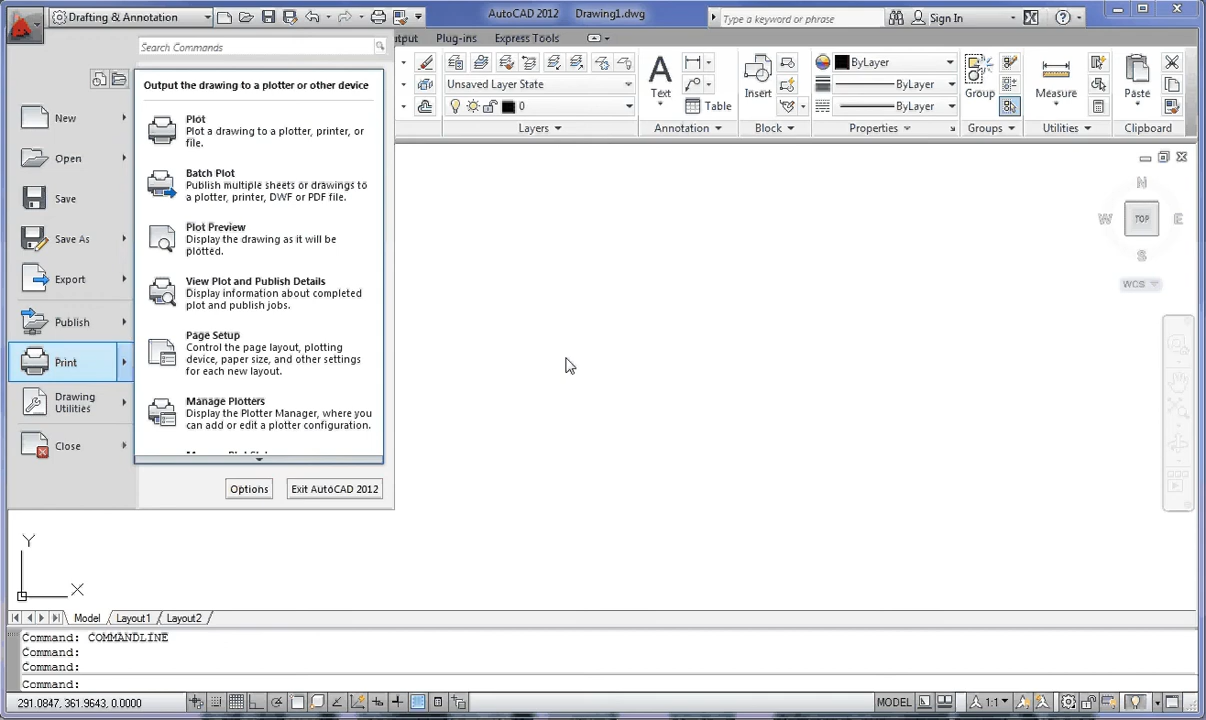 Drafting & Annotation
AutoCAD 2012 Drawing1.dwg
Type a keyword or phrase
Sign In
Search Commands
Plug-ins
Express Tools
Output the drawing to a plotter or other device
New
Open
Save
Save As
Export
Publish
Print
Drawing
Utilities
Close
Plot
Plot a drawing to a plotter, printer, or
file.
Batch Plot
Publish multiple sheets or drawings to
a plotter, printer, DWF or PDF file.
Plot Preview
Display the drawing as it will be
plotted.
View Plot and Publish Details
Display information about completed
plot and publish jobs.
Page Setup
Control the page layout, plotting
device, paper size, and other settings
for each new layout.
Manage Plotters
Display the Plotter Manager, where you
can add or edit a plotter configuration.
Options
Exit AutoCAD 2012
Unsaved Layer State
0
Layers
Text
Table
Annotation
Insert
Block
ByLayer
ByLayer
ByLayer
Properties
Group
Groups
Measure
Utilities
Paste
Clipboard
N
W
TOP
E
S
WCS
Y
X
Model
Layout1
Layout2
Command: COMMANDLINE
Command:
Command:
Command:
291.0847, 361.9643, 0.0000
MODEL
1:1